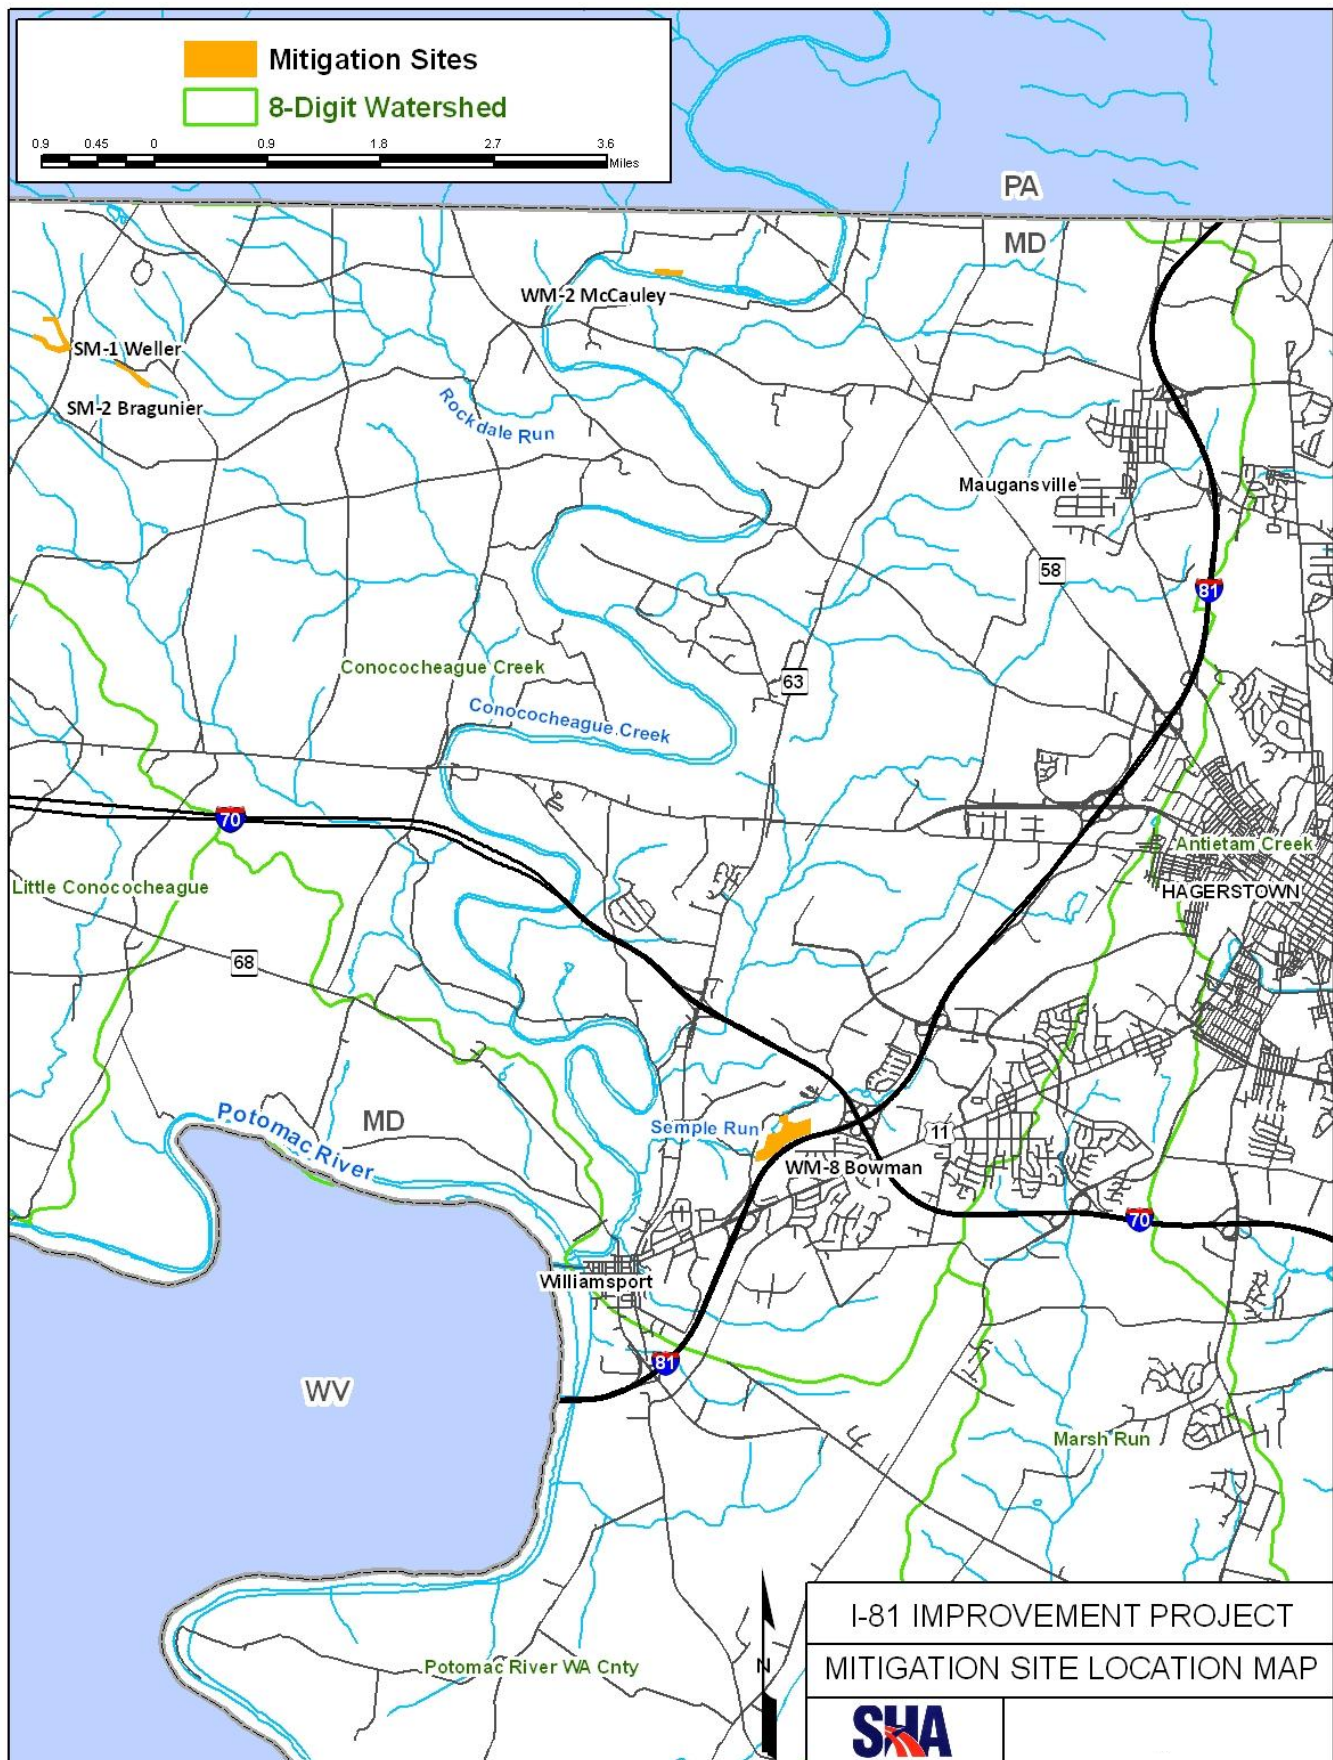 Mitigation Sites
8-Digit Watershed
0.9 0.45 0 0.9 1.8 2.7 3.6
Miles
PA
MD
WM-2 McCauley
SM-1 Weller
SM-2 Bragunier
Rockdale Run
Maugansville
58
81
Conococheague Creek
63
Conococheague Creek
70
Antietam Creek
Little Conococheague
HAGERSTOWN
68
Potomac River
MD
Semple Run
11
WM-8 Bowman
70
Williamsport
81
WV
Marsh Run
Potomac River WA Cnty
N
I-81 IMPROVEMENT PROJECT
MITIGATION SITE LOCATION MAP
SHA